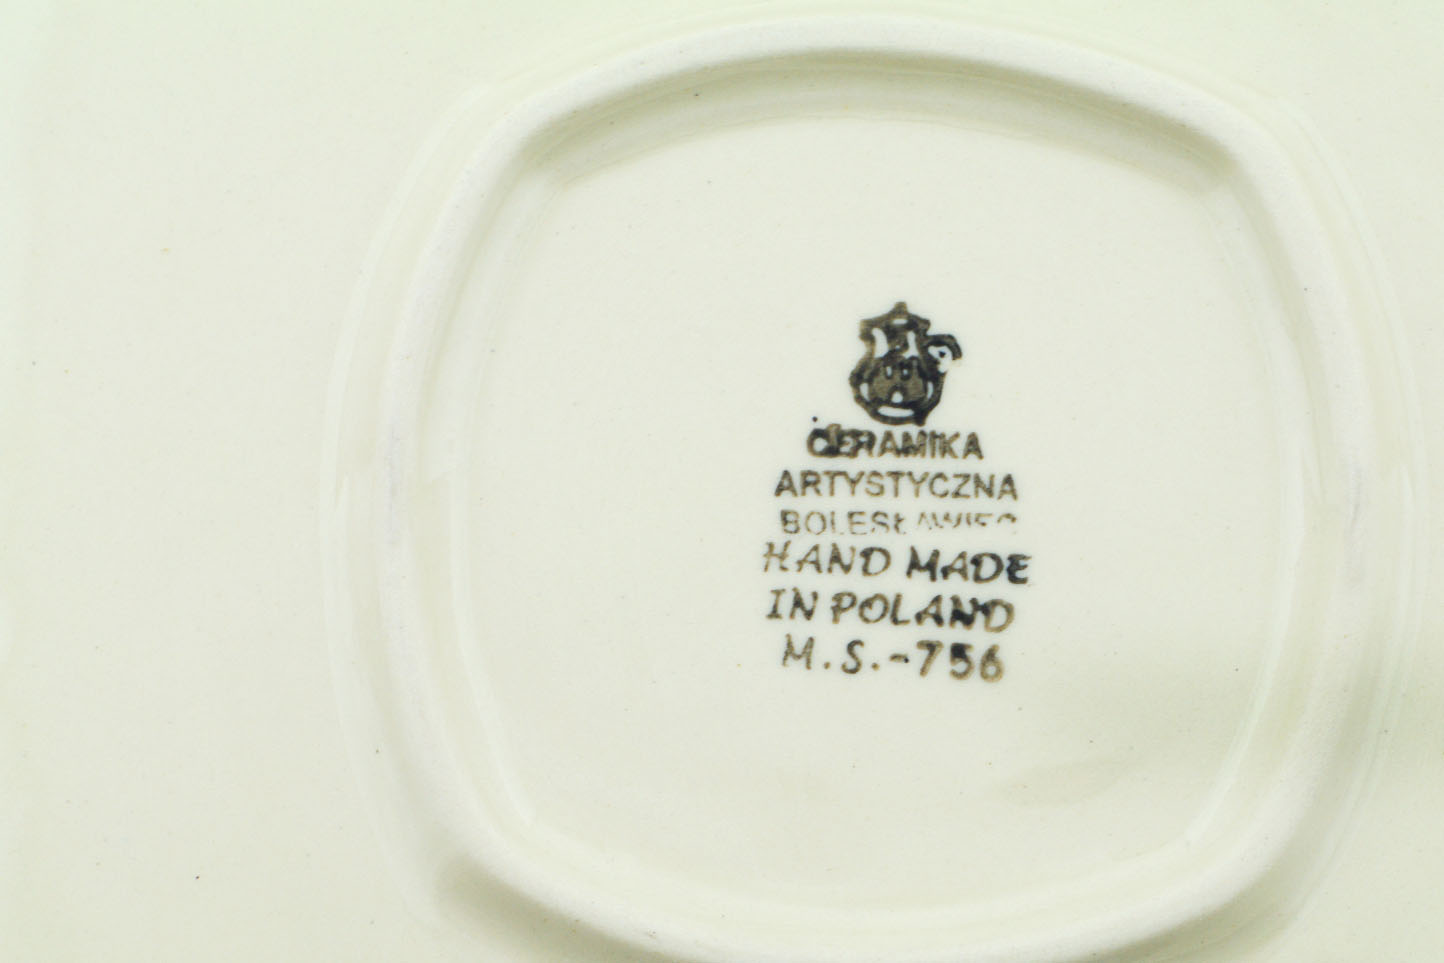 CERAMIKA
ARTYSTYCZNA
BOLESŁAWIEC
HAND MADE
IN POLAND
M.S.-756